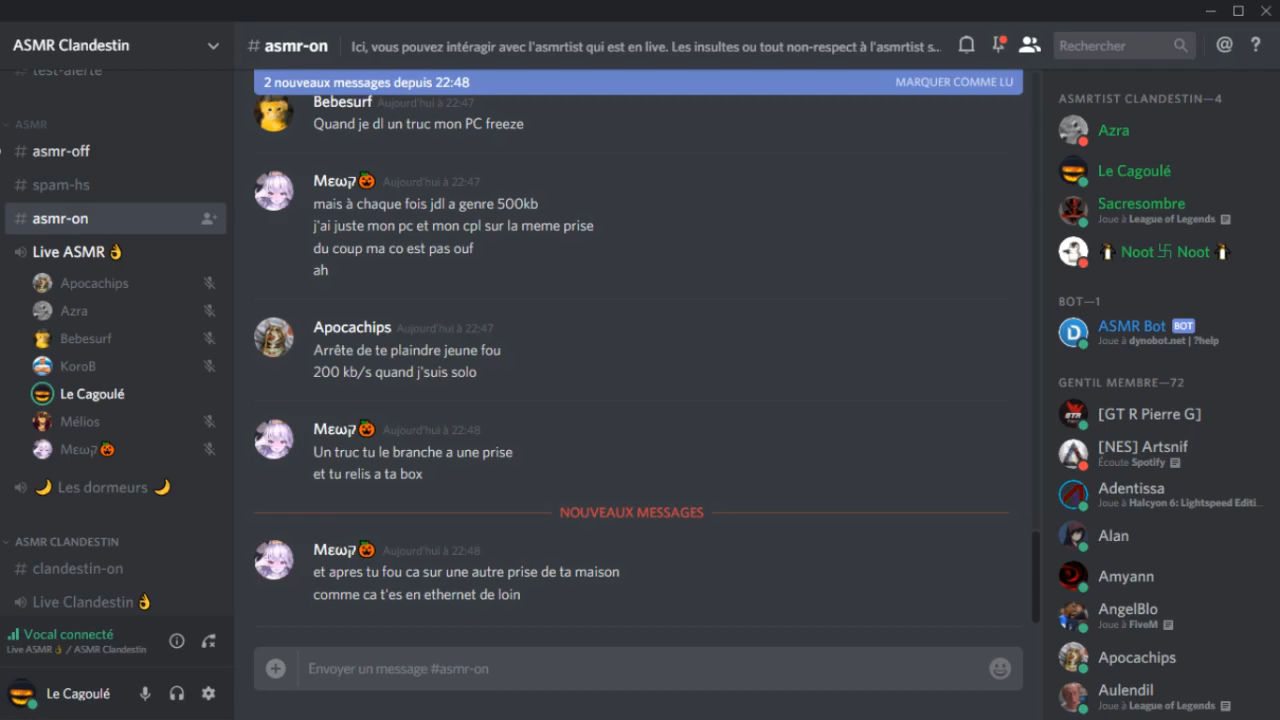 ASMR Clandestin
# test-alerte
ASMR
# asmr-off
# spam-hs
# asmr-on
Live ASMR 👌
Apocachips
Azra
Bebesurf
KoroB
Le Cagoulé
Mélios
Μεωϗ🎃
🌙 Les dormeurs 🌙
ASMR CLANDESTIN
# clandestin-on
Live Clandestin 👌
Vocal connecté
Live ASMR 👌 / ASMR Clandestin
Le Cagoulé
# asmr-on
Ici, vous pouvez intéragir avec l'asmrtist qui est en live. Les insultes ou tout non-respect à l'asmrtist s...
Rechercher
2 nouveaux messages depuis 22:48
MARQUER COMME LU
Bebesurf Aujourd'hui à 22:47
Quand je dl un truc mon PC freeze
Μεωϗ🎃 Aujourd'hui à 22:47
mais à chaque fois jdl a genre 500kb
j'ai juste mon pc et mon cpl sur la meme prise
du coup ma co est pas ouf
ah
Apocachips Aujourd'hui à 22:47
Arrête de te plaindre jeune fou
200 kb/s quand j'suis solo
Μεωϗ🎃 Aujourd'hui à 22:48
Un truc tu le branche a une prise
et tu relis a ta box
NOUVEAUX MESSAGES
Μεωϗ🎃 Aujourd'hui à 22:48
et apres tu fou ca sur une autre prise de ta maison
comme ca t'es en ethernet de loin
Envoyer un message #asmr-on
ASMRTIST CLANDESTIN—4
Azra
Le Cagoulé
Sacresombre
Joue à League of Legends
🐧 Noot 卐 Noot 🐧
BOT—1
ASMR Bot BOT
Joue à dynobot.net | ?help
GENTIL MEMBRE—72
[GT R Pierre G]
[NES] Artsnif
Écoute Spotify
Adentissa
Joue à Halcyon 6: Lightspeed Editi...
Alan
Amyann
AngelBlo
Joue à FiveM
Apocachips
Aulendil
Joue à League of Legends